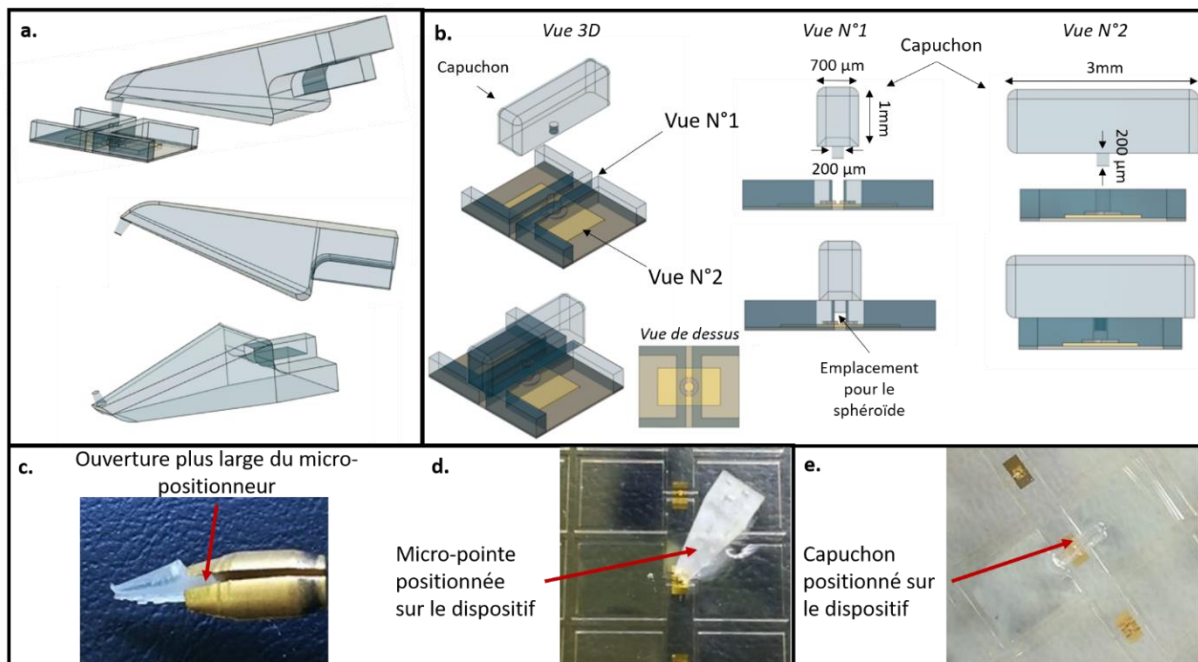 a.
b.
Vue 3D
Capuchon
Vue N°1
Vue N°2
Vue de dessus
Vue N°1
700 µm
1mm
200 µm
Capuchon
Emplacement
pour le
sphéroïde
Vue N°2
3mm
200 µm
c.
Ouverture plus large du micro-
positionneur
d.
Micro-pointe
positionnée
sur le dispositif
e.
Capuchon
positionné sur
le dispositif